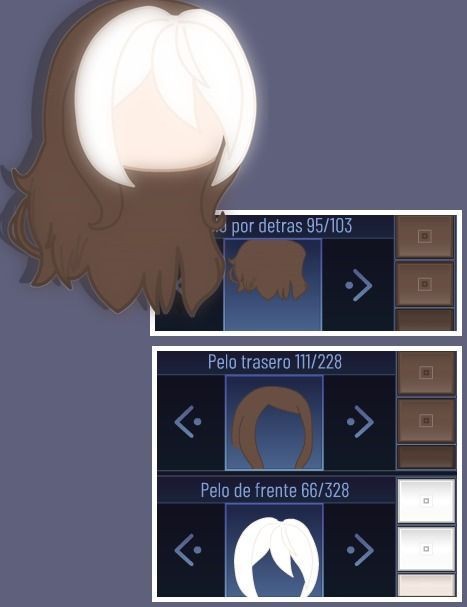 por detras 95/103
Pelo trasero 111/228
Pelo de frente 66/328